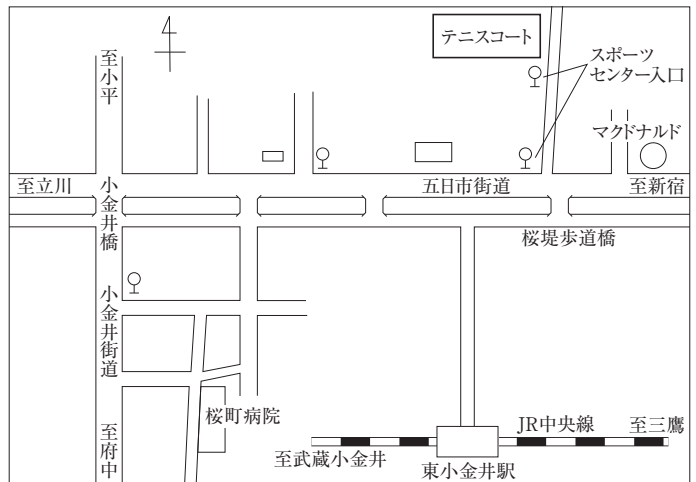 テニスコート
至小平
スポーツ
センター入口
マクドナルド
至立川
小金井橋
五日市街道
至新宿
桜堤歩道橋
小金井街道
桜町病院
至府中
JR中央線
至三鷹
至武蔵小金井
東小金井駅